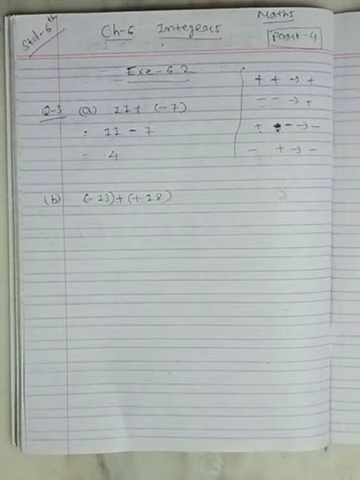 Std-6th
Maths
Ch-6 Integers
Part-4
Exe-6.2
+ + → +
- - → +
+ - → -
- + → -
Q-3 (a) 11 + (-7)
= 11 - 7
= 4
(b) (-23) + (+28)